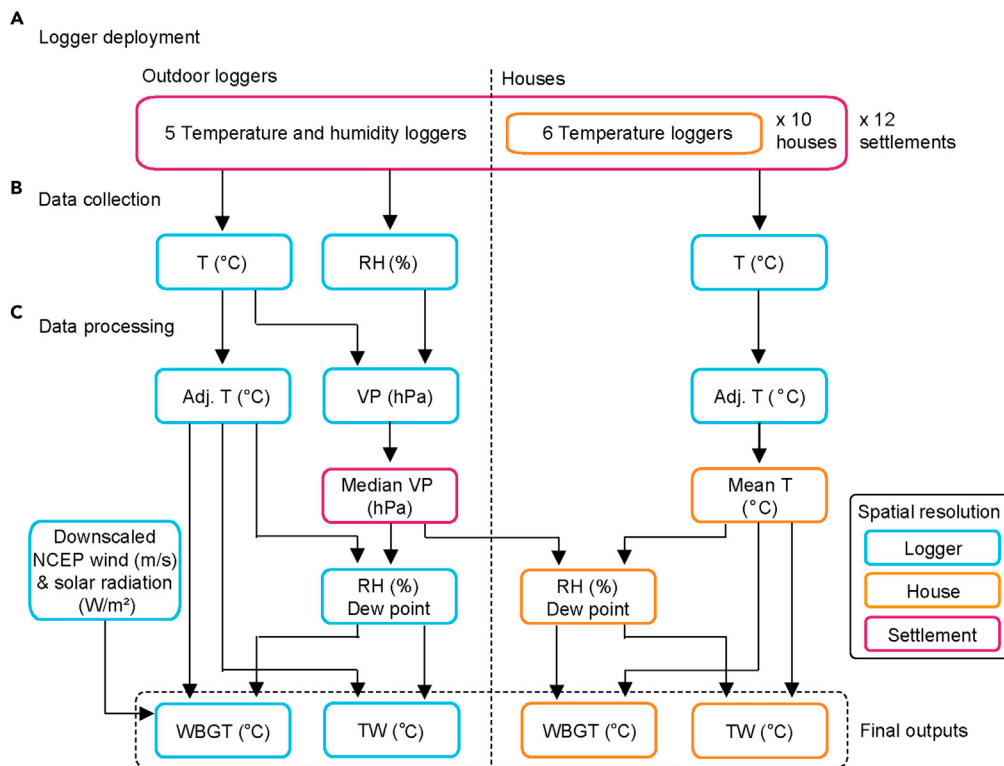 A
Logger deployment
Outdoor loggers
Houses
5 Temperature and humidity loggers
6 Temperature loggers
x 10
houses
x 12
settlements
B
Data collection
T (°C)
RH (%)
T (°C)
C
Data processing
Adj. T (°C)
VP (hPa)
Adj. T (°C)
Median VP
(hPa)
Mean T
(°C)
Downscaled
NCEP wind (m/s)
& solar radiation
(W/m²)
RH (%)
Dew point
RH (%)
Dew point
Spatial resolution
Logger
House
Settlement
WBGT (°C)
TW (°C)
WBGT (°C)
TW (°C)
Final outputs